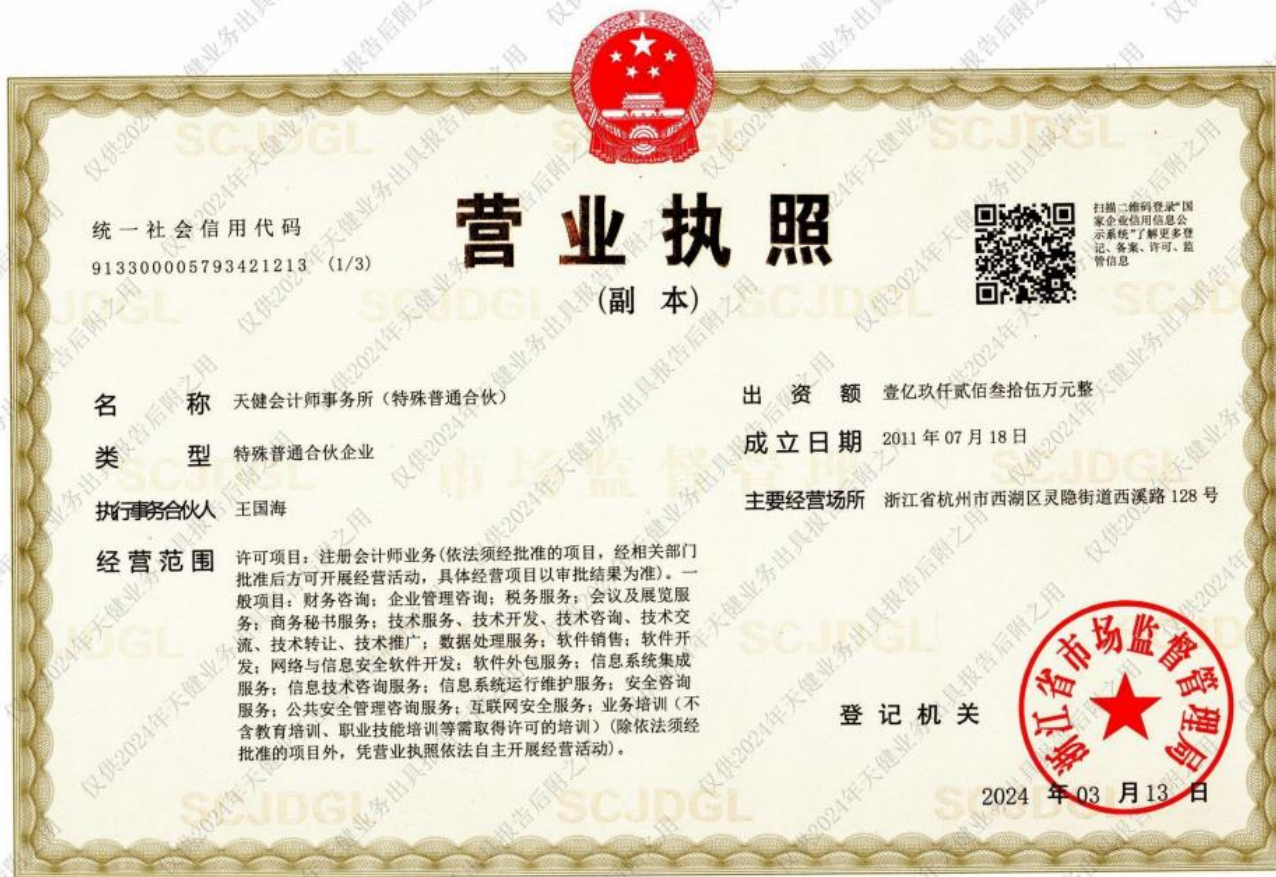 营业执照
(副 本)
统一社会信用代码
913300005793421213 (1/3)
扫描二维码登录“国
家企业信用信息公
示系统”了解更多登
记、备案、许可、监
管信息
名 称 天健会计师事务所（特殊普通合伙）
类 型 特殊普通合伙企业
执行事务合伙人 王国海
经营范围 许可项目：注册会计师业务(依法须经批准的项目，经相关部门
批准后方可开展经营活动，具体经营项目以审批结果为准)。一
般项目：财务咨询；企业管理咨询；税务服务；会议及展览服
务；商务秘书服务；技术服务、技术开发、技术咨询、技术交
流、技术转让、技术推广；数据处理服务；软件销售；软件开
发；网络与信息安全软件开发；软件外包服务；信息系统集成
服务；信息技术咨询服务；信息系统运行维护服务；安全咨询
服务；公共安全管理咨询服务；互联网安全服务；业务培训（不
含教育培训、职业技能培训等需取得许可的培训）(除依法须经
批准的项目外，凭营业执照依法自主开展经营活动)。
出 资 额 壹亿玖仟贰佰叁拾伍万元整
成立日期 2011 年 07 月 18 日
主要经营场所 浙江省杭州市西湖区灵隐街道西溪路 128 号
登记机关
浙江省市场监督管理局
2024 年 03 月 13 日
仅供2024年天健业务出具报告后附之用
SCJDGL
市场监督管理